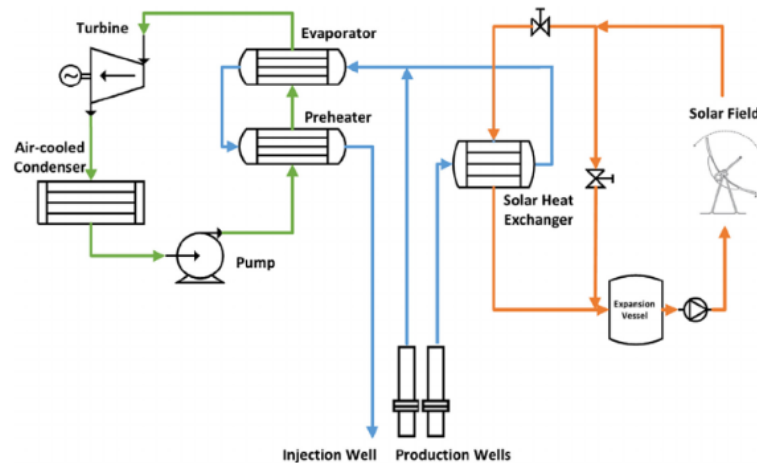 Turbine
Evaporator
Preheater
Air-cooled
Condenser
Pump
Solar Field
Solar Heat
Exchanger
Expansion
Vessel
Injection Well
Production Wells